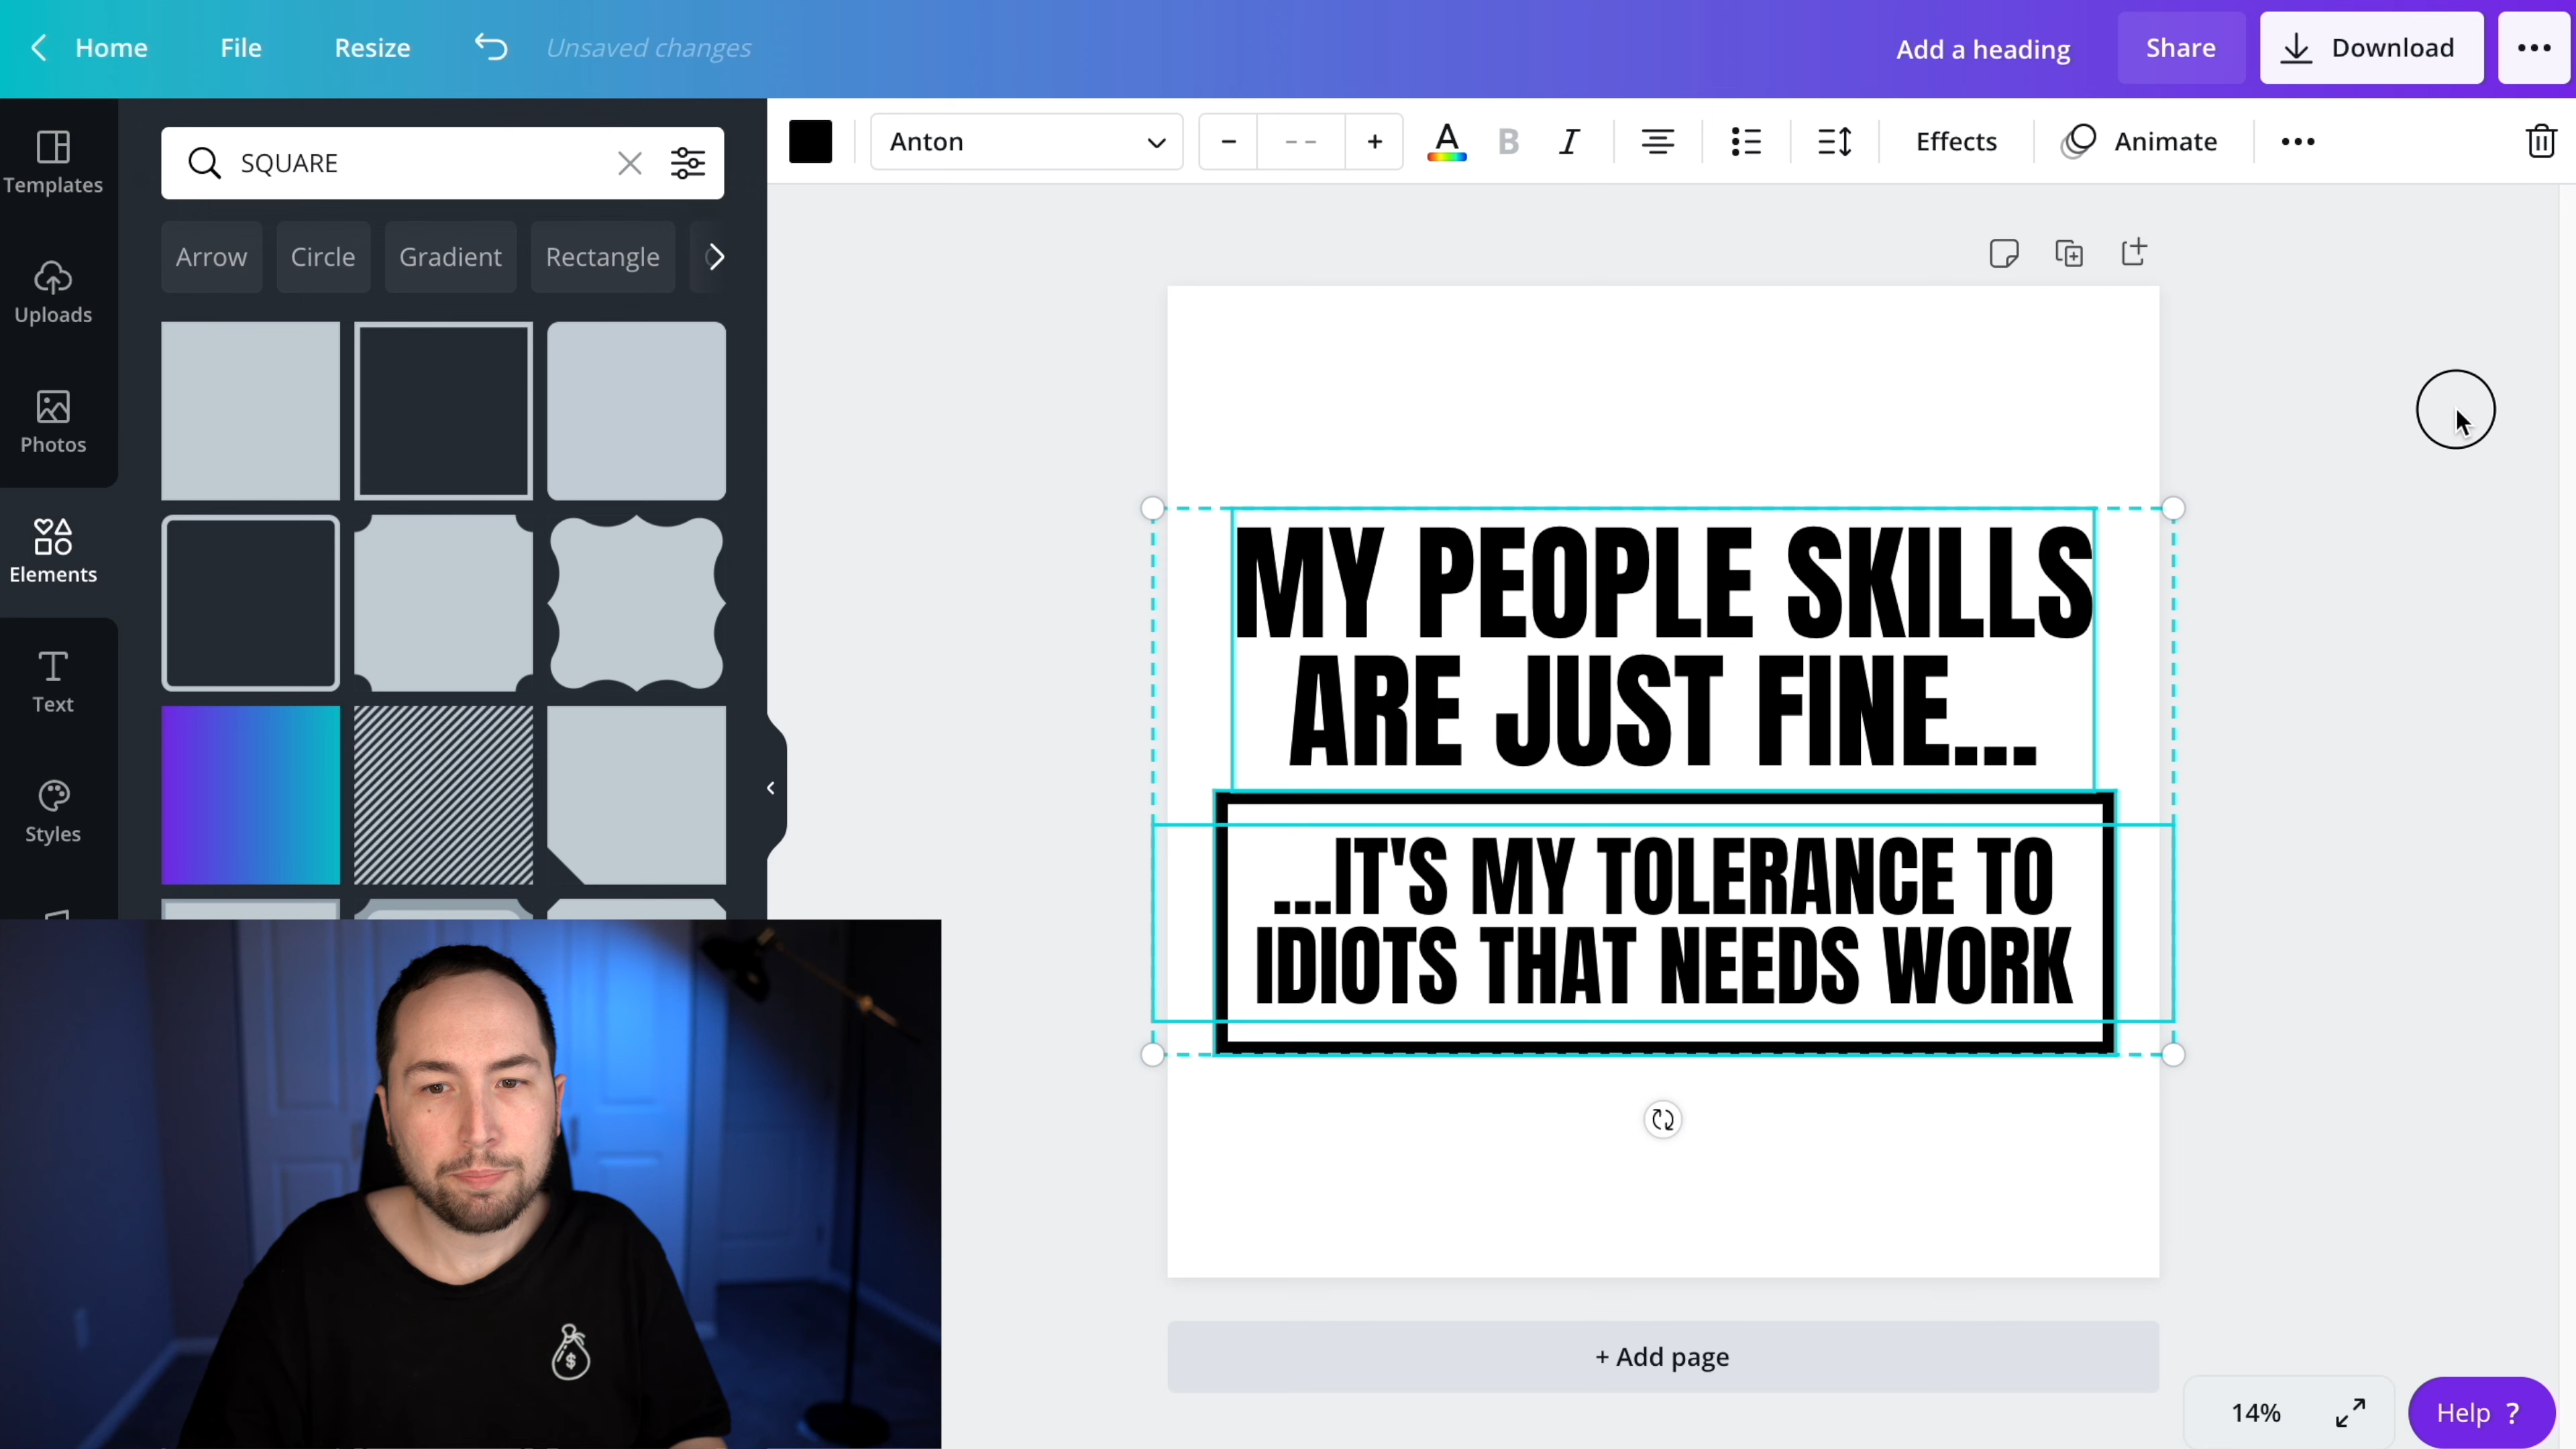 Home File Resize Unsaved changes Add a heading Share Download
Templates
Uploads
Photos
Elements
Text
Styles
SQUARE
Arrow Circle Gradient Rectangle
Anton -- Effects Animate
A B I
MY PEOPLE SKILLS
ARE JUST FINE...
...IT'S MY TOLERANCE TO
IDIOTS THAT NEEDS WORK
$
+ Add page
14% Help ?